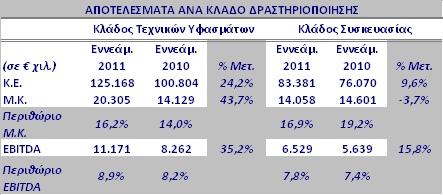 ΑΠΟΤΕΛΕΣΜΑΤΑ ΑΝΑ ΚΛΑΔΟ ΔΡΑΣΤΗΡΙΟΠΟΙΗΣΗΣ
Κλάδος Τεχνικών Υφασμάτων Κλάδος Συσκευασίας
Εννεάμ. Εννεάμ. Εννεάμ. Εννεάμ.
(σε € χιλ.) 2011 2010 % Μετ. 2011 2010 % Μετ.
Κ.Ε. 125.168 100.804 24,2% 83.381 76.070 9,6%
Μ.Κ. 20.305 14.129 43,7% 14.058 14.601 -3,7%
Περιθώριο
Μ.Κ. 16,2% 14,0% 16,9% 19,2%
EBITDA 11.171 8.262 35,2% 6.529 5.639 15,8%
Περιθώριο
EBITDA 8,9% 8,2% 7,8% 7,4%